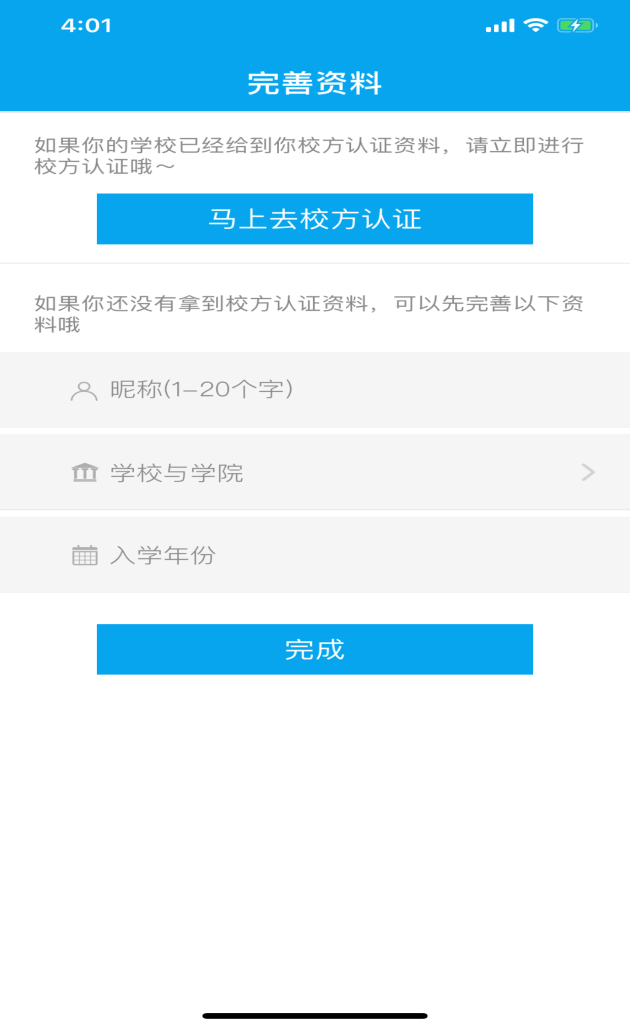 4:01
完善资料
如果你的学校已经给到你校方认证资料，请立即进行
校方认证哦～
马上去校方认证
如果你还没有拿到校方认证资料，可以先完善以下资
料哦
昵称(1-20个字)
学校与学院
入学年份
完成